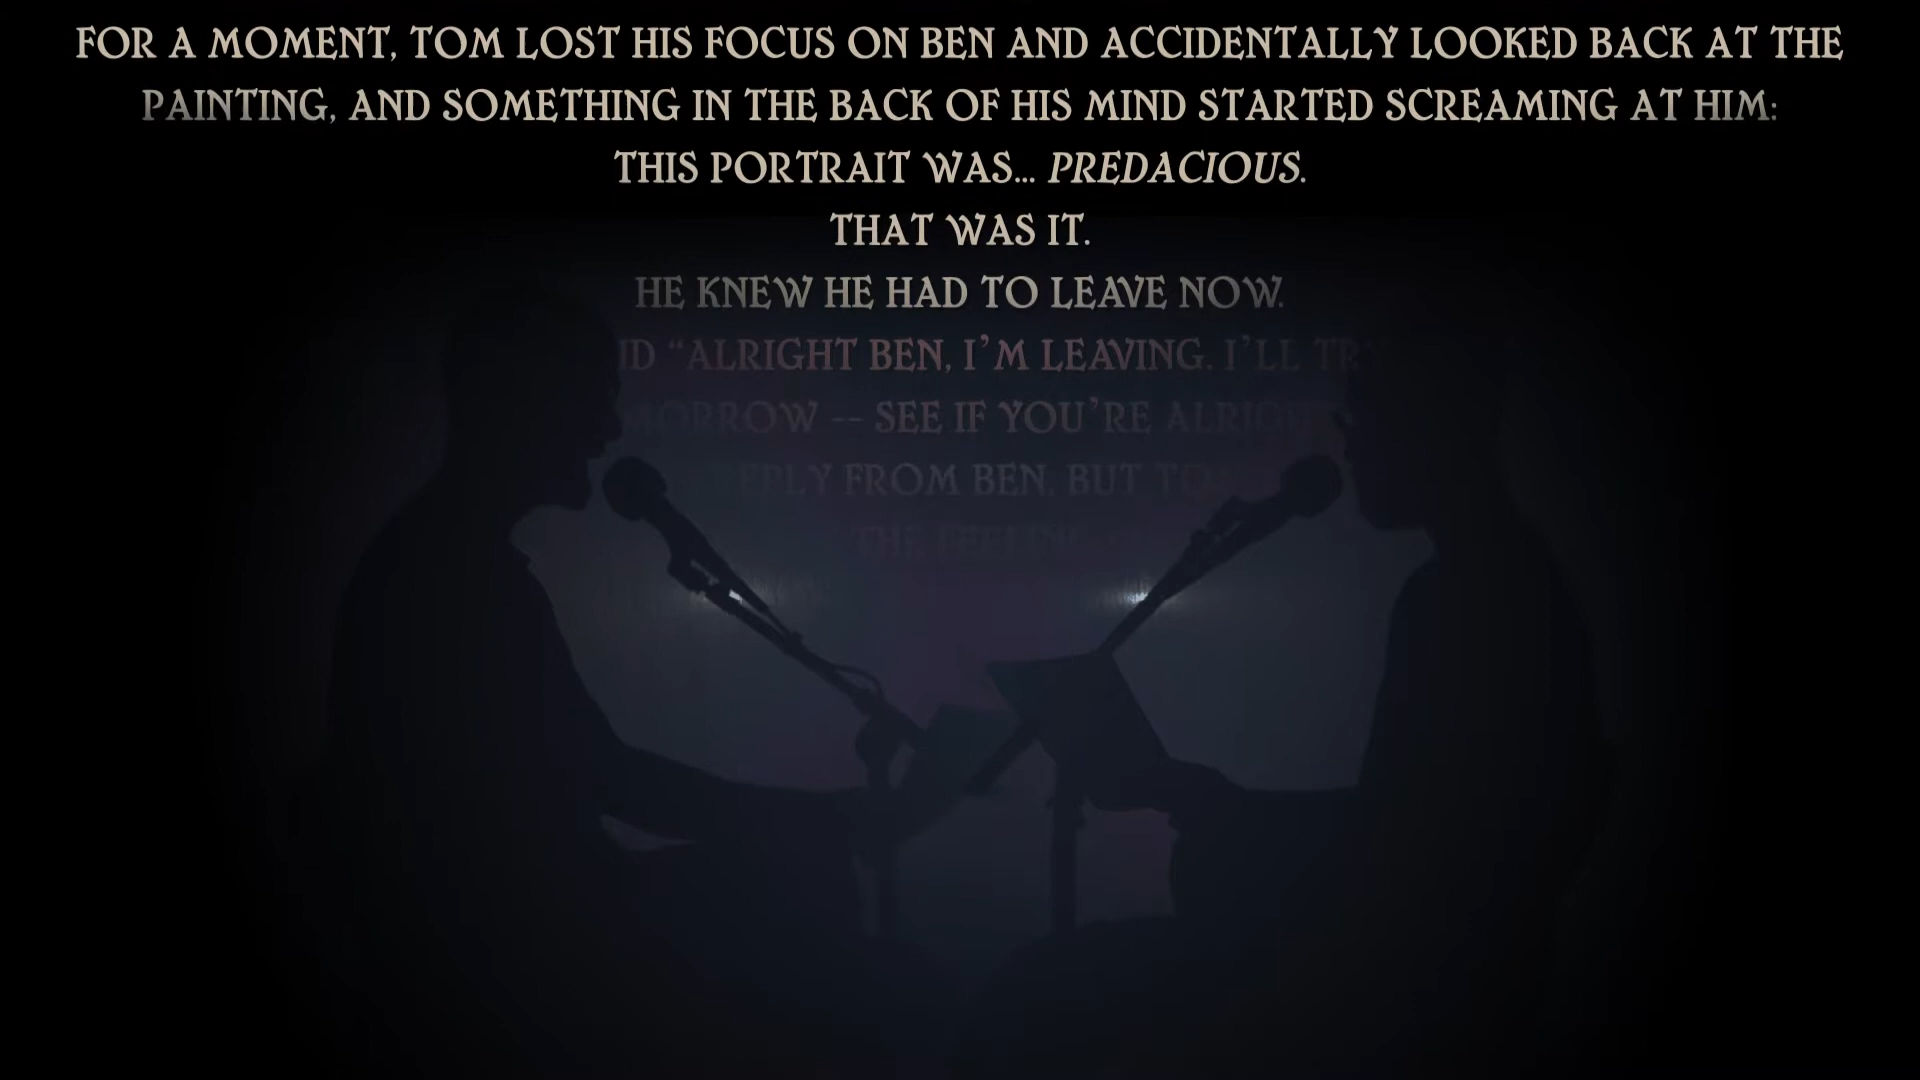 FOR A MOMENT, TOM LOST HIS FOCUS ON BEN AND ACCIDENTALLY LOOKED BACK AT THE
PAINTING, AND SOMETHING IN THE BACK OF HIS MIND STARTED SCREAMING AT HIM:
THIS PORTRAIT WAS... PREDACIOUS.
THAT WAS IT.
HE KNEW HE HAD TO LEAVE NOW.
“ALRIGHT BEN, I’M LEAVING. I’LL
-- SEE IF YOU’RE
FROM BEN, BUT
THE